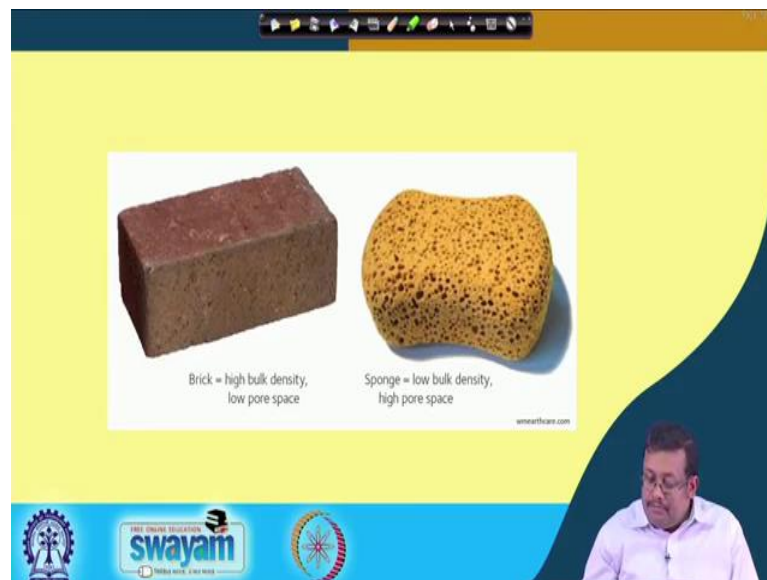 Brick = high bulk density,
low pore space
Sponge = low bulk density,
high pore space
wmearthcare.com
FREE ONLINE EDUCATION
swayam